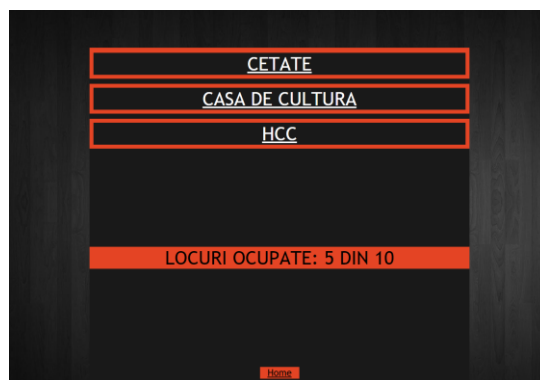 CETATE
CASA DE CULTURA
HCC
LOCURI OCUPATE: 5 DIN 10
Home